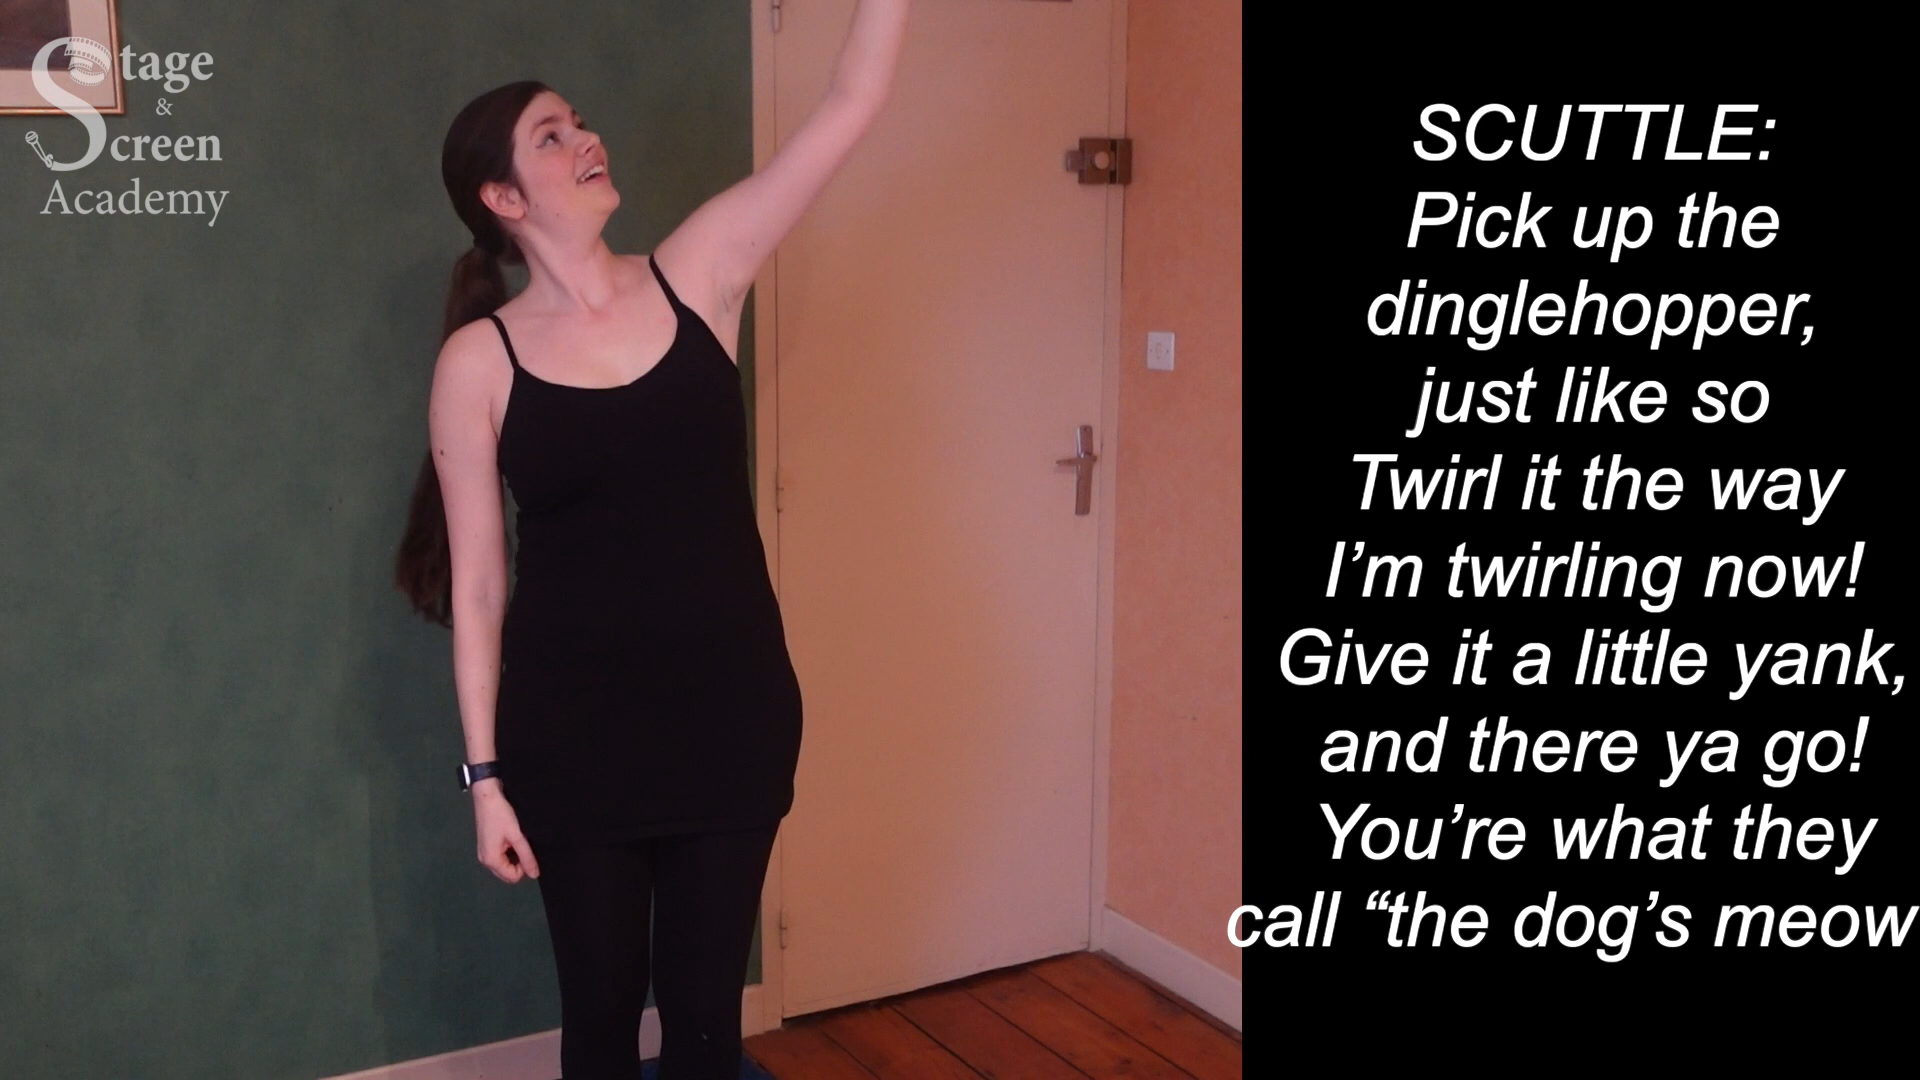 Stage
&
Screen
Academy
SCUTTLE:
Pick up the
dinglehopper,
just like so
Twirl it the way
I’m twirling now!
Give it a little yank,
and there ya go!
You’re what they
call “the dog’s meow